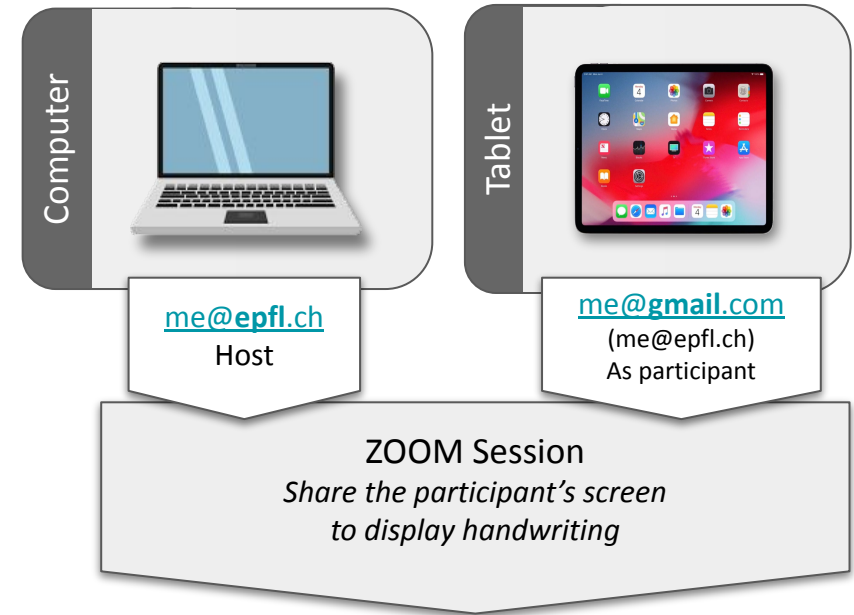 Computer
Tablet
me@epfl.ch
Host
me@gmail.com
(me@epfl.ch)
As participant
ZOOM Session
Share the participant’s screen
to display handwriting